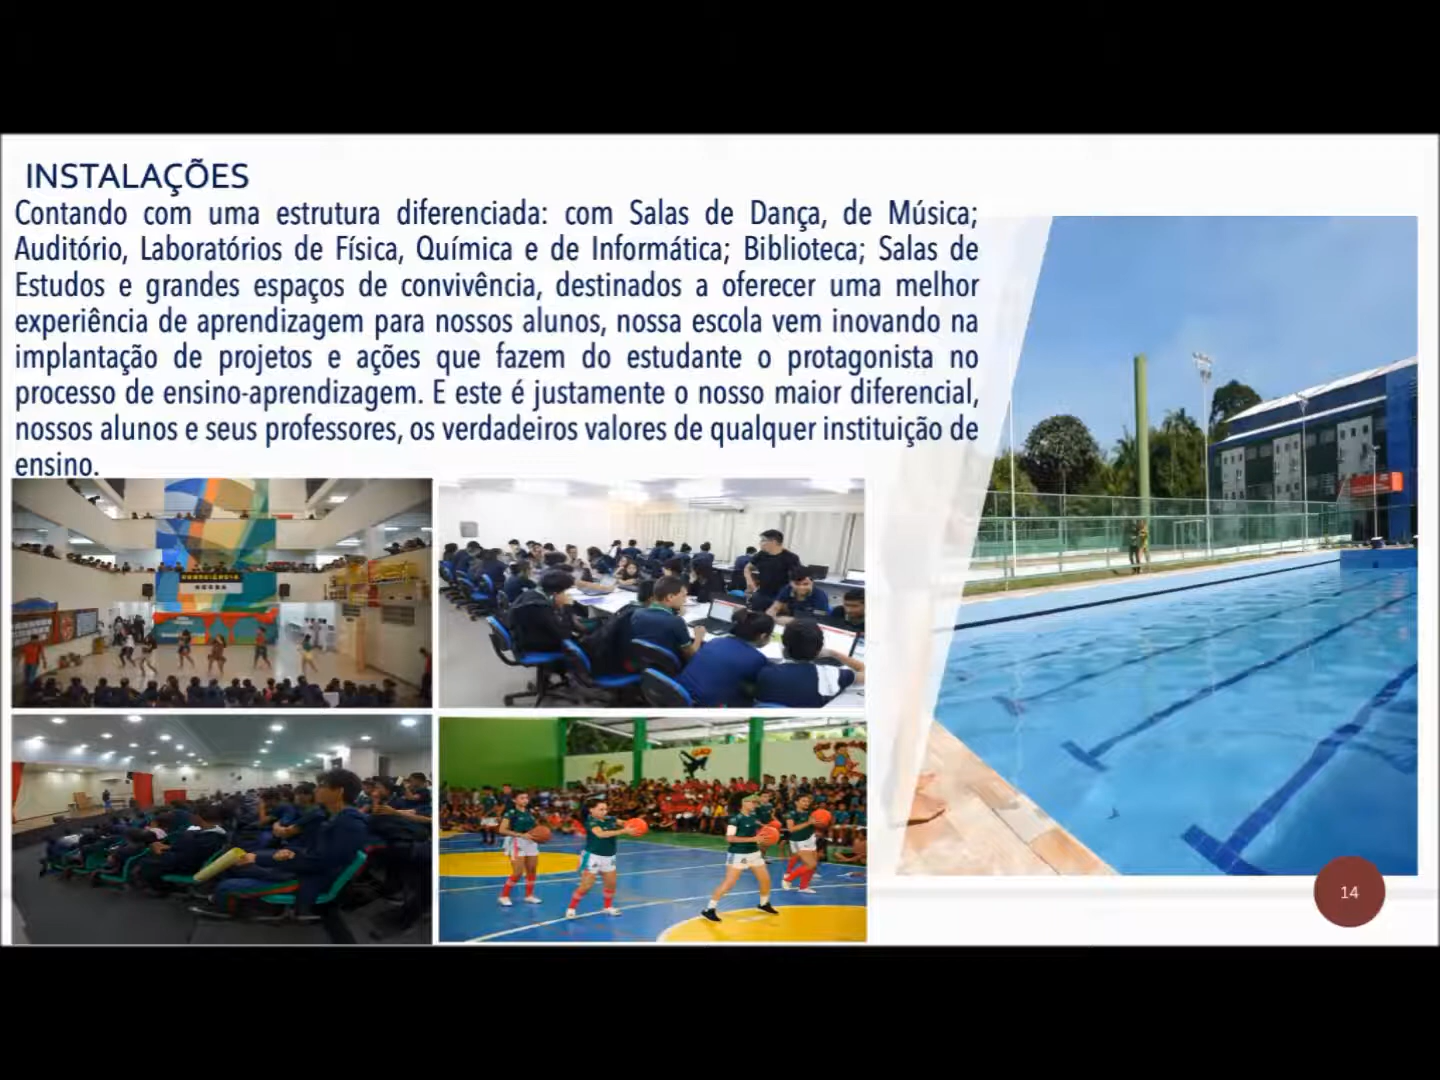 INSTALAÇÕES
Contando com uma estrutura diferenciada: com Salas de Dança, de Música;
Auditório, Laboratórios de Física, Química e de Informática; Biblioteca; Salas de
Estudos e grandes espaços de convivência, destinados a oferecer uma melhor
experiência de aprendizagem para nossos alunos, nossa escola vem inovando na
implantação de projetos e ações que fazem do estudante o protagonista no
processo de ensino-aprendizagem. E este é justamente o nosso maior diferencial,
nossos alunos e seus professores, os verdadeiros valores de qualquer instituição de
ensino.
14